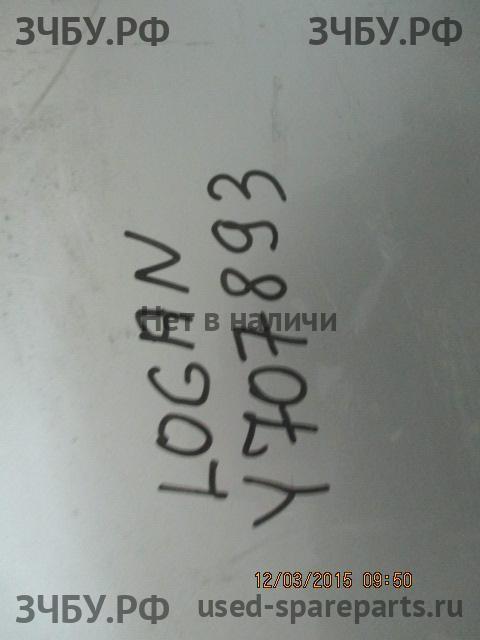 ЗЧБУ.РФ ЗЧБУ.РФ
LOGAN
Y707893
Нет в наличи
12/03/2015 09:50
ЗЧБУ.РФ used-spareparts.ru